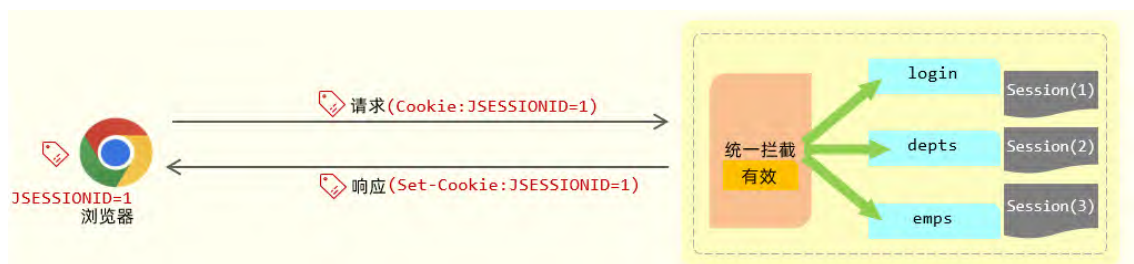 请求(Cookie:JSESSIONID=1)
响应(Set-Cookie:JSESSIONID=1)
JSESSIONID=1
浏览器
统一拦截
有效
login
depts
emps
Session(1)
Session(2)
Session(3)